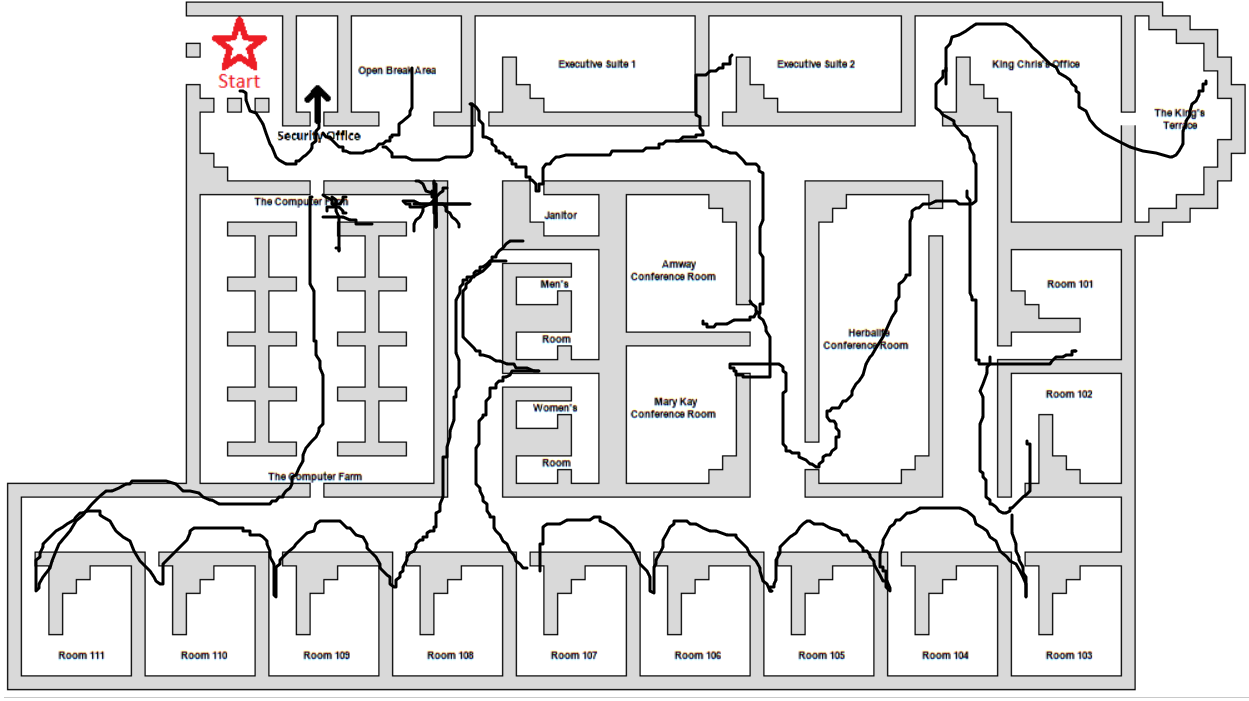 Start
Open Break Area
Executive Suite 1
Executive Suite 2
King Chris's Office
The King's
Terrace
Security Office
The Computer Farm
Janitor
Amway
Conference Room
Men's
Room
Room 101
Herbalife
Conference Room
Mary Kay
Conference Room
Women's
Room
Room 102
The Computer Farm
Room 111
Room 110
Room 109
Room 108
Room 107
Room 106
Room 105
Room 104
Room 103